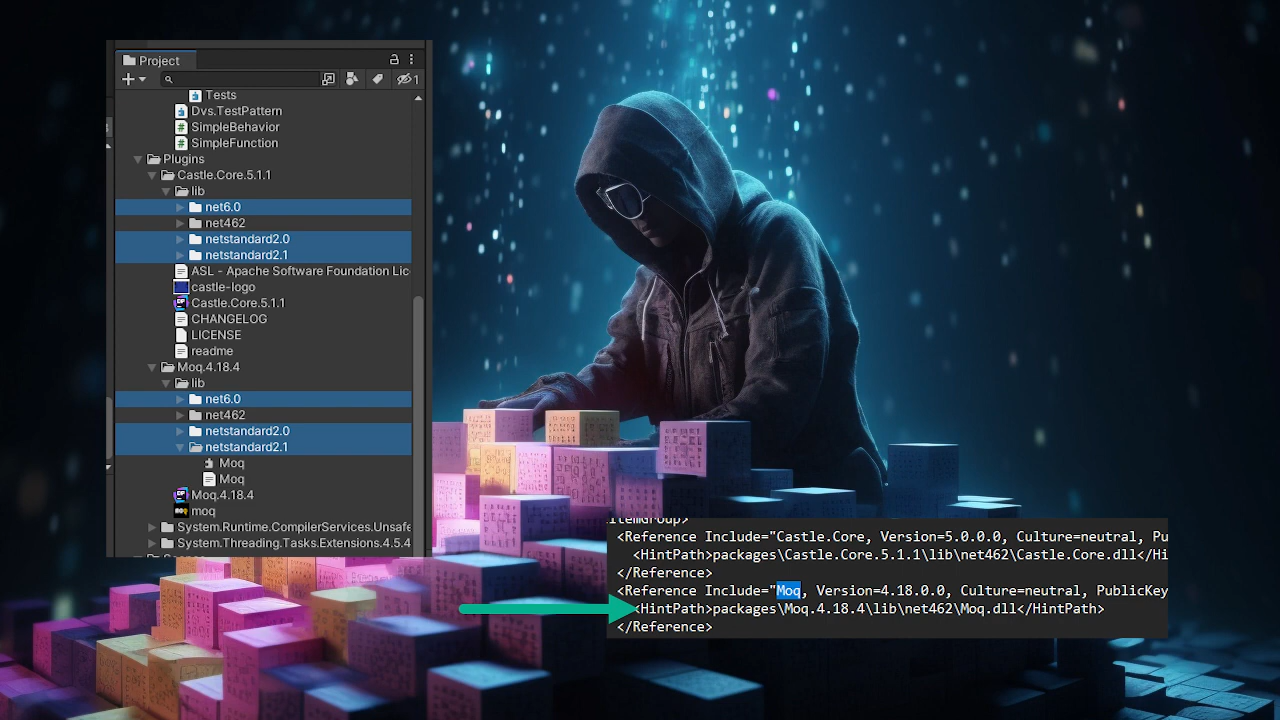 Project
1
Tests
Dvs.TestPattern
SimpleBehavior
SimpleFunction
Plugins
Castle.Core.5.1.1
lib
net6.0
net462
netstandard2.0
netstandard2.1
ASL - Apache Software Foundation Lic
castle-logo
Castle.Core.5.1.1
CHANGELOG
LICENSE
readme
Moq.4.18.4
lib
net6.0
net462
netstandard2.0
netstandard2.1
Moq
Moq
Moq.4.18.4
moq
System.Runtime.CompilerServices.Unsafe
System.Threading.Tasks.Extensions.4.5.4
ItemGroup>
<Reference Include="Castle.Core, Version=5.0.0.0, Culture=neutral, Pu
<HintPath>packages\Castle.Core.5.1.1\lib\net462\Castle.Core.dll</Hi
</Reference>
<Reference Include="Moq, Version=4.18.0.0, Culture=neutral, PublicKey
<HintPath>packages\Moq.4.18.4\lib\net462\Moq.dll</HintPath>
</Reference>